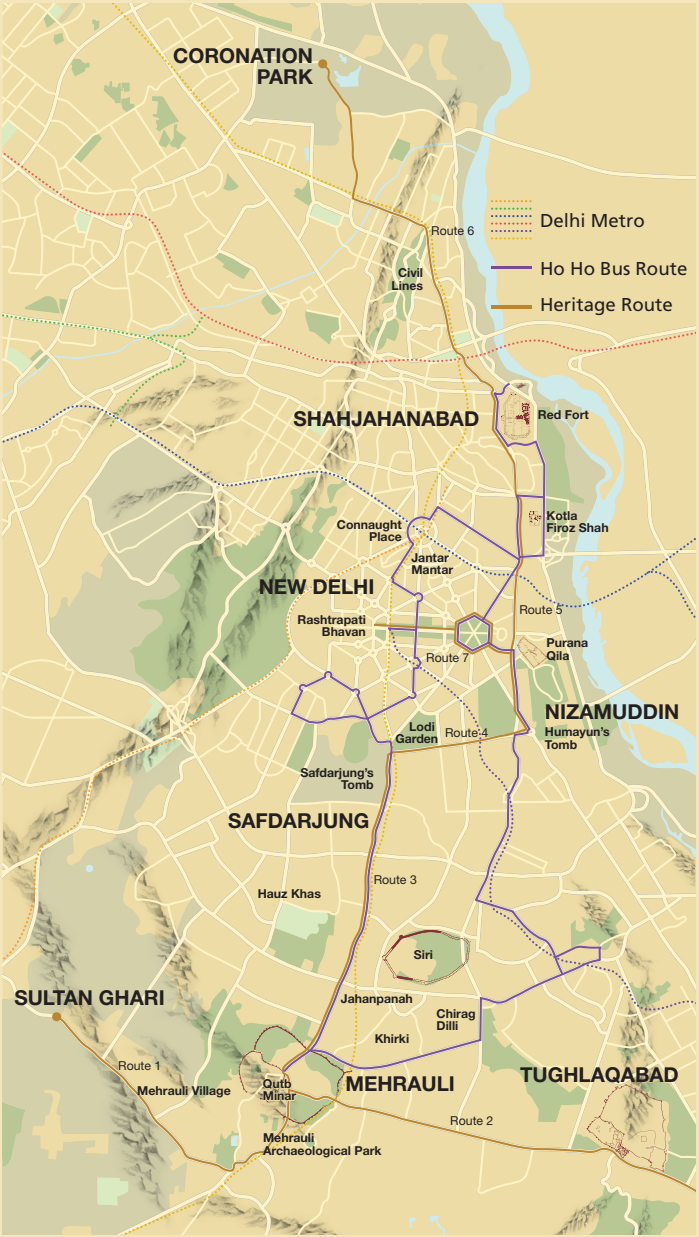 CORONATION
PARK
Route 6
Delhi Metro
Civil
Lines
Ho Ho Bus Route
Heritage Route
SHAHJAHANABAD
Red Fort
Connaught
Place
Kotla
Firoz Shah
Jantar
Mantar
NEW DELHI
Route 5
Rashtrapati
Bhavan
Purana
Qila
Route 7
NIZAMUDDIN
Lodi
Garden
Route 4
Humayun's
Tomb
Safdarjung's
Tomb
SAFDARJUNG
Route 3
Hauz Khas
Siri
SULTAN GHARI
Jahanpanah
Chirag
Dilli
Khirki
Route 1
TUGHLAQABAD
Mehrauli Village
Qutb
Minar
MEHRAULI
Route 2
Mehrauli
Archaeological Park